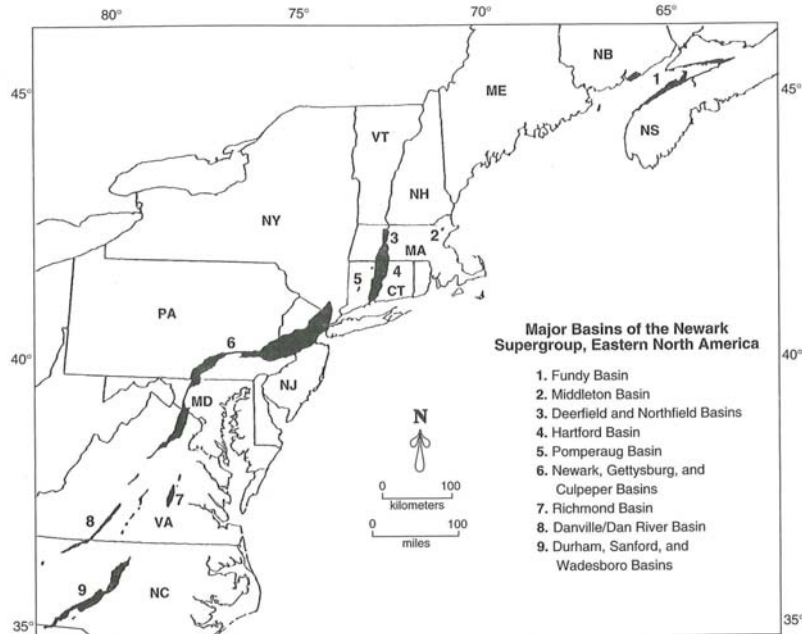 80°
75°
70°
65°
NB
1
45°
45°
ME
NS
VT
NH
NY
3
2
MA
4
5
CT
PA
6
40°
40°
NJ
MD
N
0 100
kilometers
0 100
miles
7
8
VA
9
NC
35°
35°
Major Basins of the Newark
Supergroup, Eastern North America
1. Fundy Basin
2. Middleton Basin
3. Deerfield and Northfield Basins
4. Hartford Basin
5. Pomperaug Basin
6. Newark, Gettysburg, and
Culpeper Basins
7. Richmond Basin
8. Danville/Dan River Basin
9. Durham, Sanford, and
Wadesboro Basins